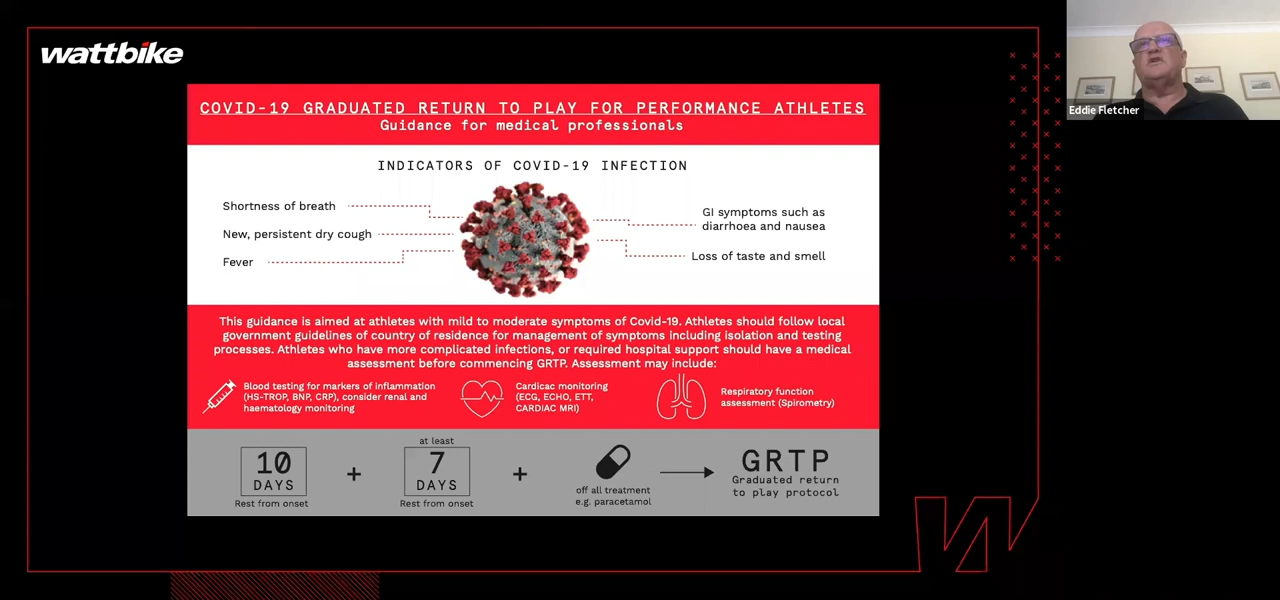 wattbike
Eddie Fletcher
COVID-19 GRADUATED RETURN TO PLAY FOR PERFORMANCE ATHLETES
Guidance for medical professionals
INDICATORS OF COVID-19 INFECTION
Shortness of breath
New, persistent dry cough
Fever
GI symptoms such as
diarrhoea and nausea
Loss of taste and smell
This guidance is aimed at athletes with mild to moderate symptoms of Covid-19. Athletes should follow local
government guidelines of country of residence for management of symptoms including isolation and testing
processes. Athletes who have more complicated infections, or required hospital support should have a medical
assessment before commencing GRTP. Assessment may include:
Blood testing for markers of inflammation
(HS-TROP, BNP, CRP), consider renal and
haematology monitoring
Cardiac monitoring
(ECG, ECHO, ETT,
CARDIAC MRI)
Respiratory function
assessment (Spirometry)
10
DAYS
Rest from onset
+
at least
7
DAYS
Rest from onset
+
off all treatment
e.g. paracetamol
GRTP
Graduated return
to play protocol
W